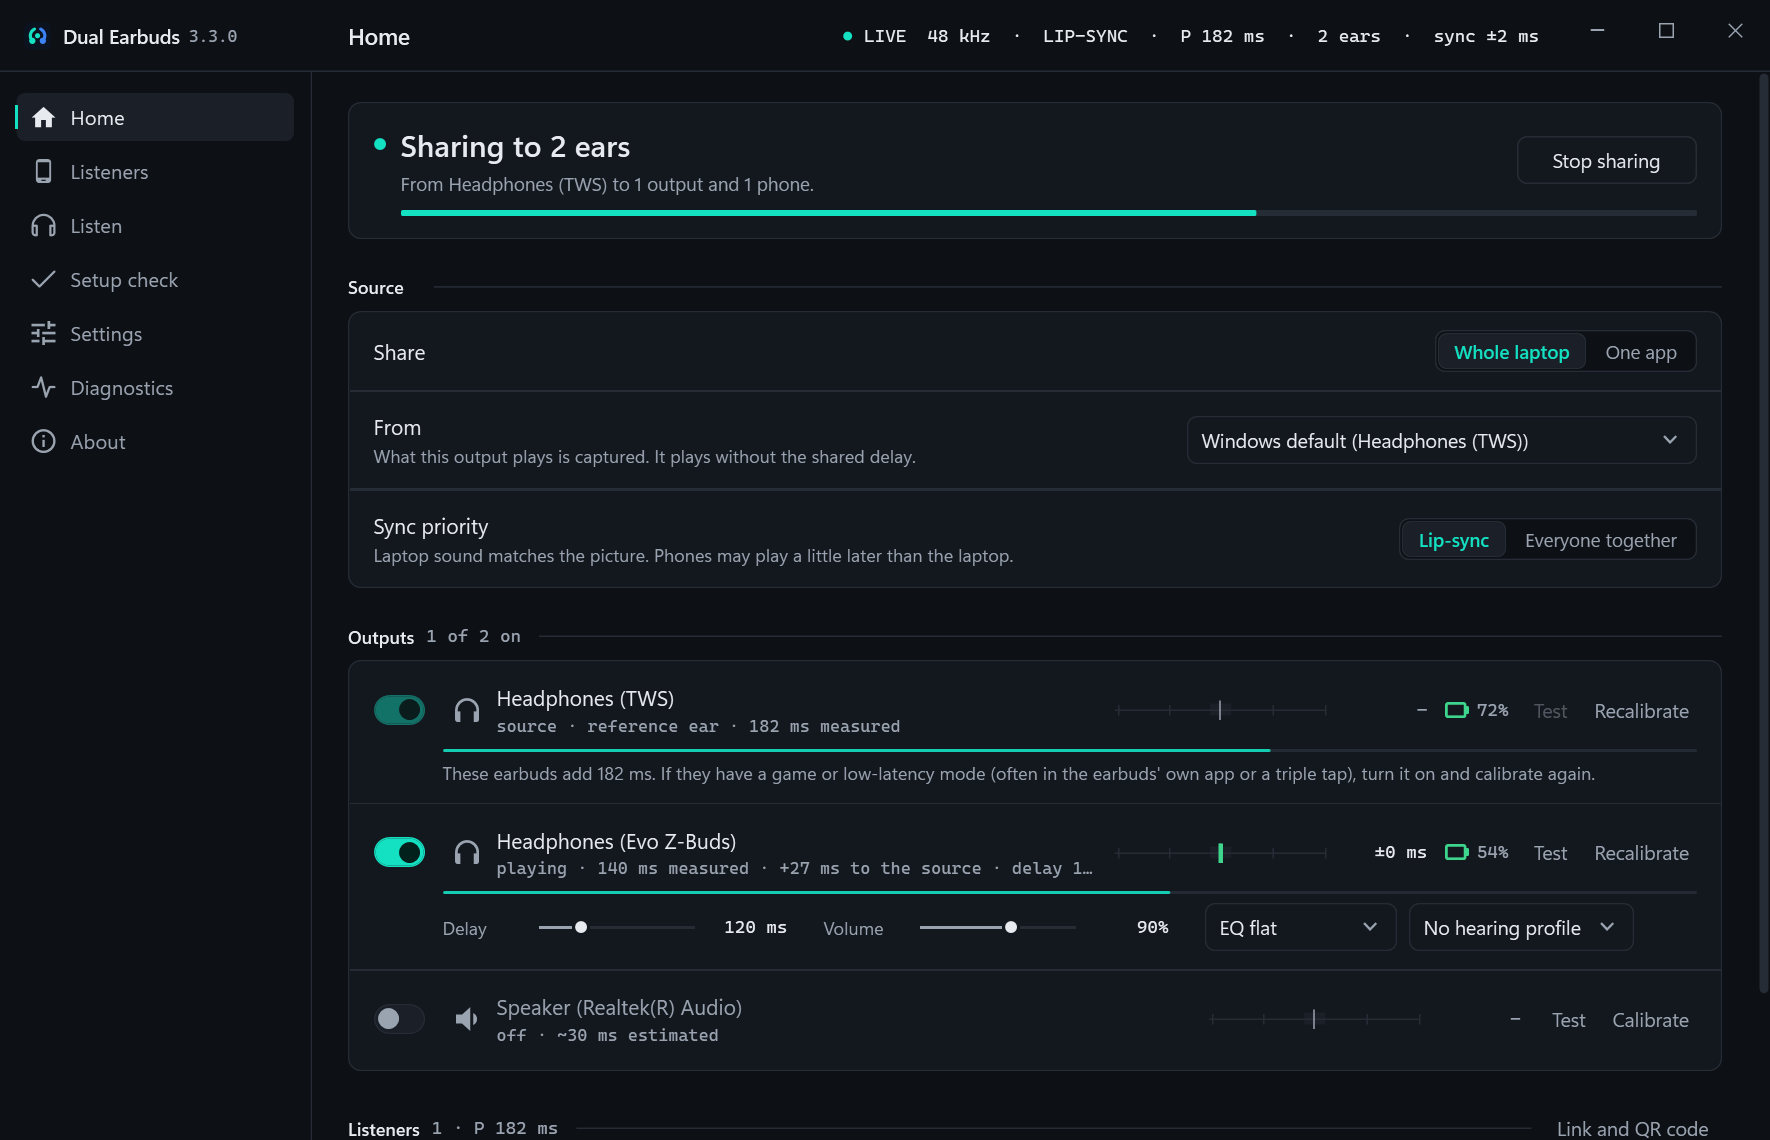 Dual Earbuds 3.3.0
Home
LIVE 48 kHz · LIP-SYNC · P 182 ms · 2 ears · sync ±2 ms
Home
Listeners
Listen
Setup check
Settings
Diagnostics
About
Sharing to 2 ears
From Headphones (TWS) to 1 output and 1 phone.
Stop sharing
Source
Share
Whole laptop One app
From
What this output plays is captured. It plays without the shared delay.
Windows default (Headphones (TWS))
Sync priority
Laptop sound matches the picture. Phones may play a little later than the laptop.
Lip-sync Everyone together
Outputs 1 of 2 on
Headphones (TWS)
source · reference ear · 182 ms measured
– 72% Test Recalibrate
These earbuds add 182 ms. If they have a game or low-latency mode (often in the earbuds' own app or a triple tap), turn it on and calibrate again.
Headphones (Evo Z-Buds)
playing · 140 ms measured · +27 ms to the source · delay 1…
±0 ms 54% Test Recalibrate
Delay 120 ms Volume 90% EQ flat No hearing profile
Speaker (Realtek(R) Audio)
off · ~30 ms estimated
– Test Calibrate
Listeners 1 · P 182 ms
Link and QR code